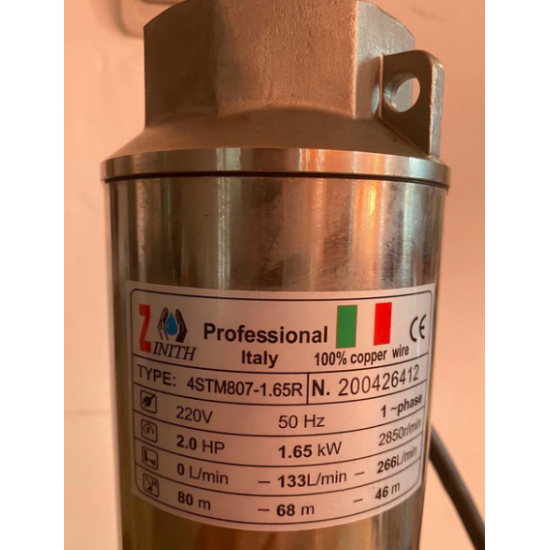 ZINITH
Professional
Italy
100% copper wire CE
TYPE: 4STM807-1.65R N. 200426412
220V 50 Hz 1 ~phase
2.0 HP 1.65 kW 2850r/min
0 L/min – 133L/min – 266L/min
80 m – 68 m – 46 m